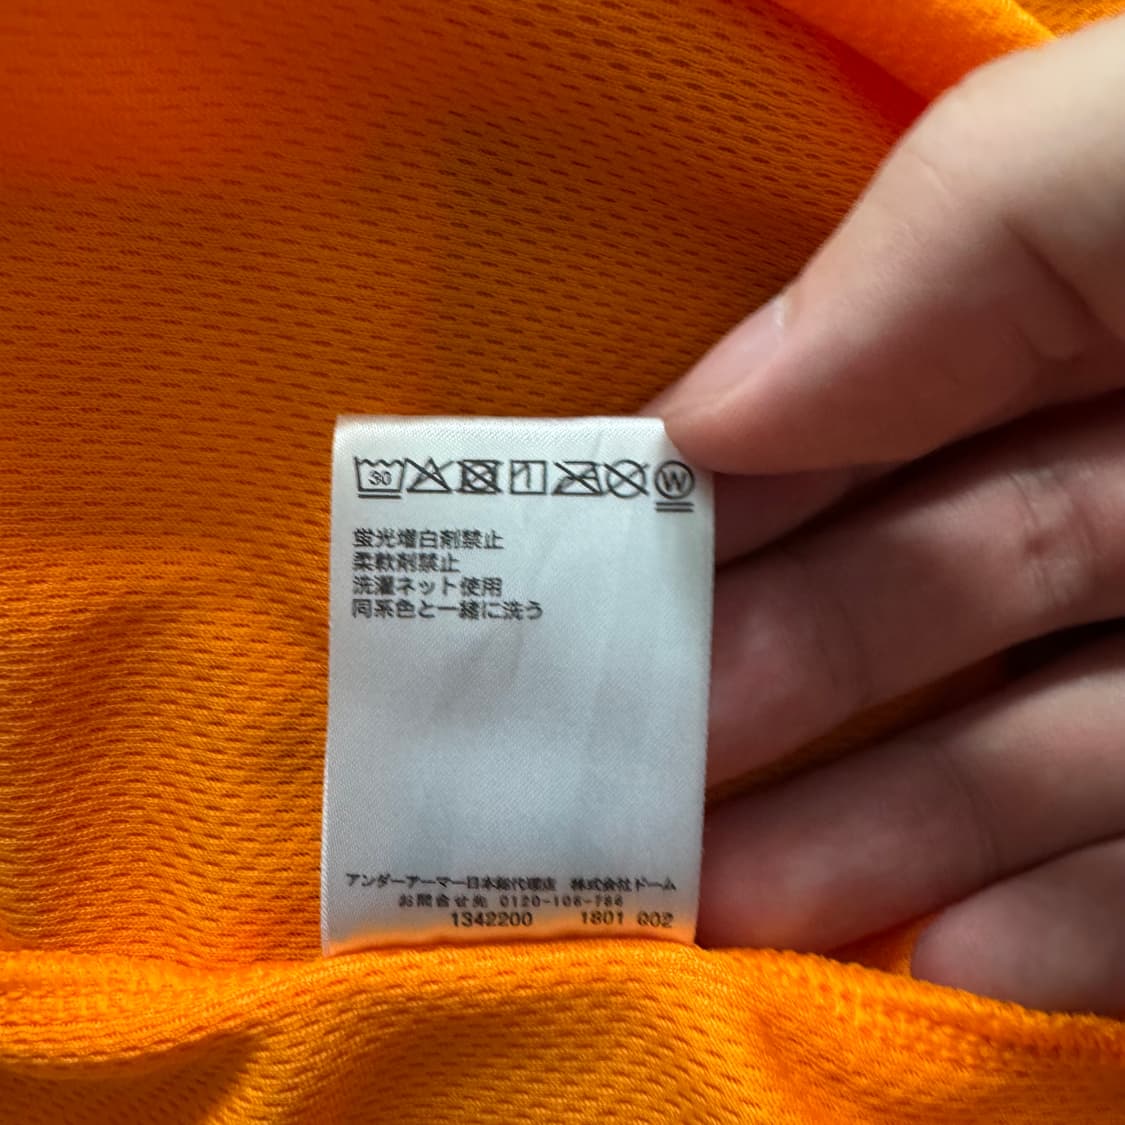 30 W
蛍光増白剤禁止
柔軟剤禁止
洗濯ネット使用
同系色と一緒に洗う
アンダーアーマー日本総代理店 株式会社ドーム
お問合せ先 0120-106-786
1342200 1801 002